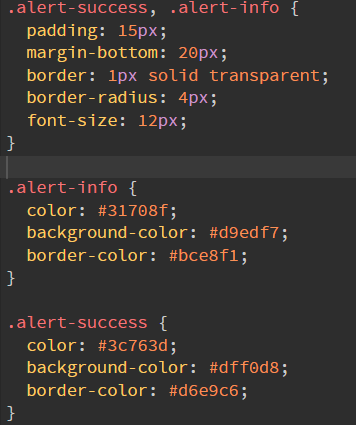 .alert-success, .alert-info {
  padding: 15px;
  margin-bottom: 20px;
  border: 1px solid transparent;
  border-radius: 4px;
  font-size: 12px;
}

.alert-info {
  color: #31708f;
  background-color: #d9edf7;
  border-color: #bce8f1;
}

.alert-success {
  color: #3c763d;
  background-color: #dff0d8;
  border-color: #d6e9c6;
}